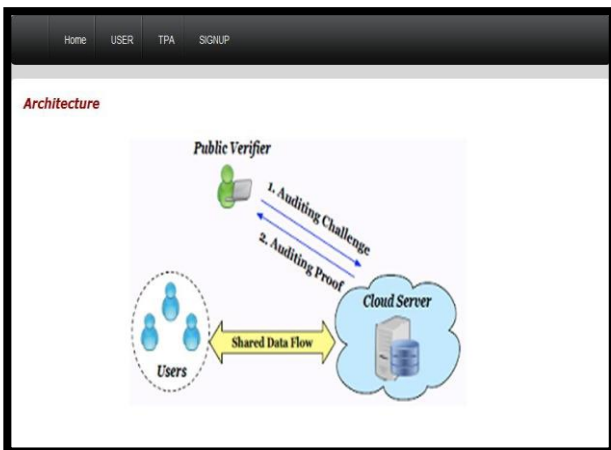 Home USER TPA SIGNUP
Architecture
Public Verifier
1. Auditing Challenge
2. Auditing Proof
Cloud Server
Shared Data Flow
Users